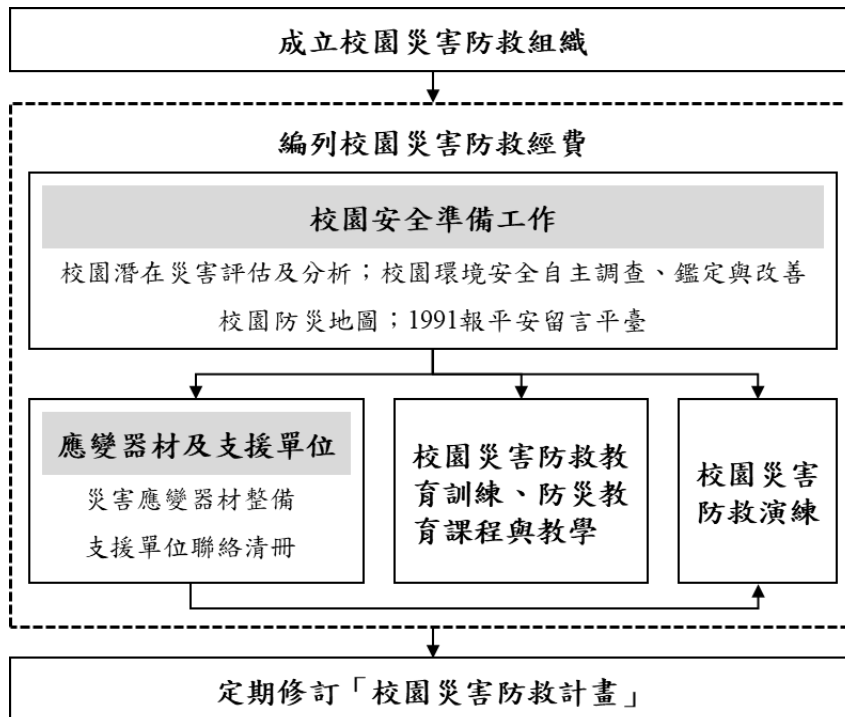 成立校園災害防救組織
編列校園災害防救經費
校園安全準備工作
校園潛在災害評估及分析；校園環境安全自主調查、鑑定與改善
校園防災地圖；1991報平安留言平臺
應變器材及支援單位
災害應變器材整備
支援單位聯絡清冊
校園災害防救教
育訓練、防災教
育課程與教學
校園災害
防救演練
定期修訂「校園災害防救計畫」